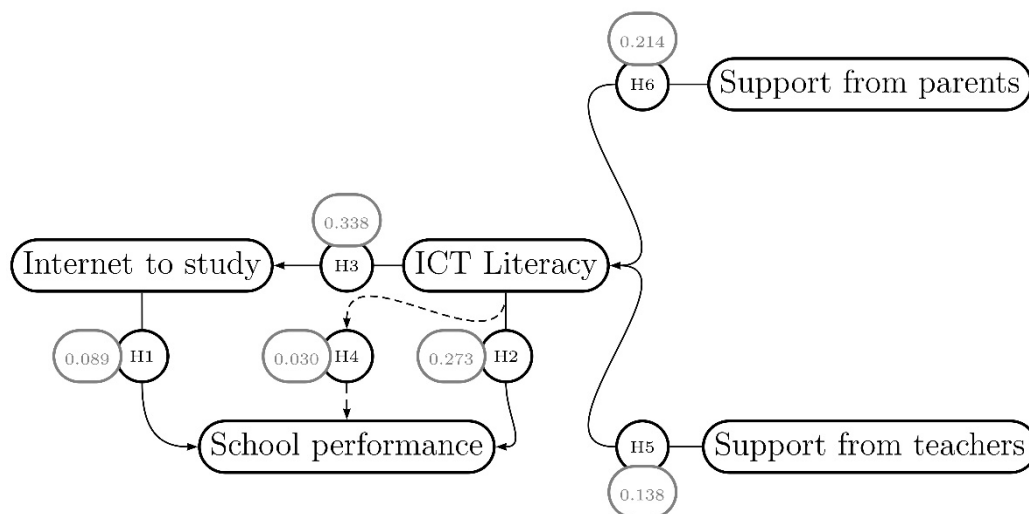 0.214
H6
Support from parents
0.338
Internet to study
H3
ICT Literacy
0.089
H1
0.030
H4
0.273
H2
School performance
H5
Support from teachers
0.138